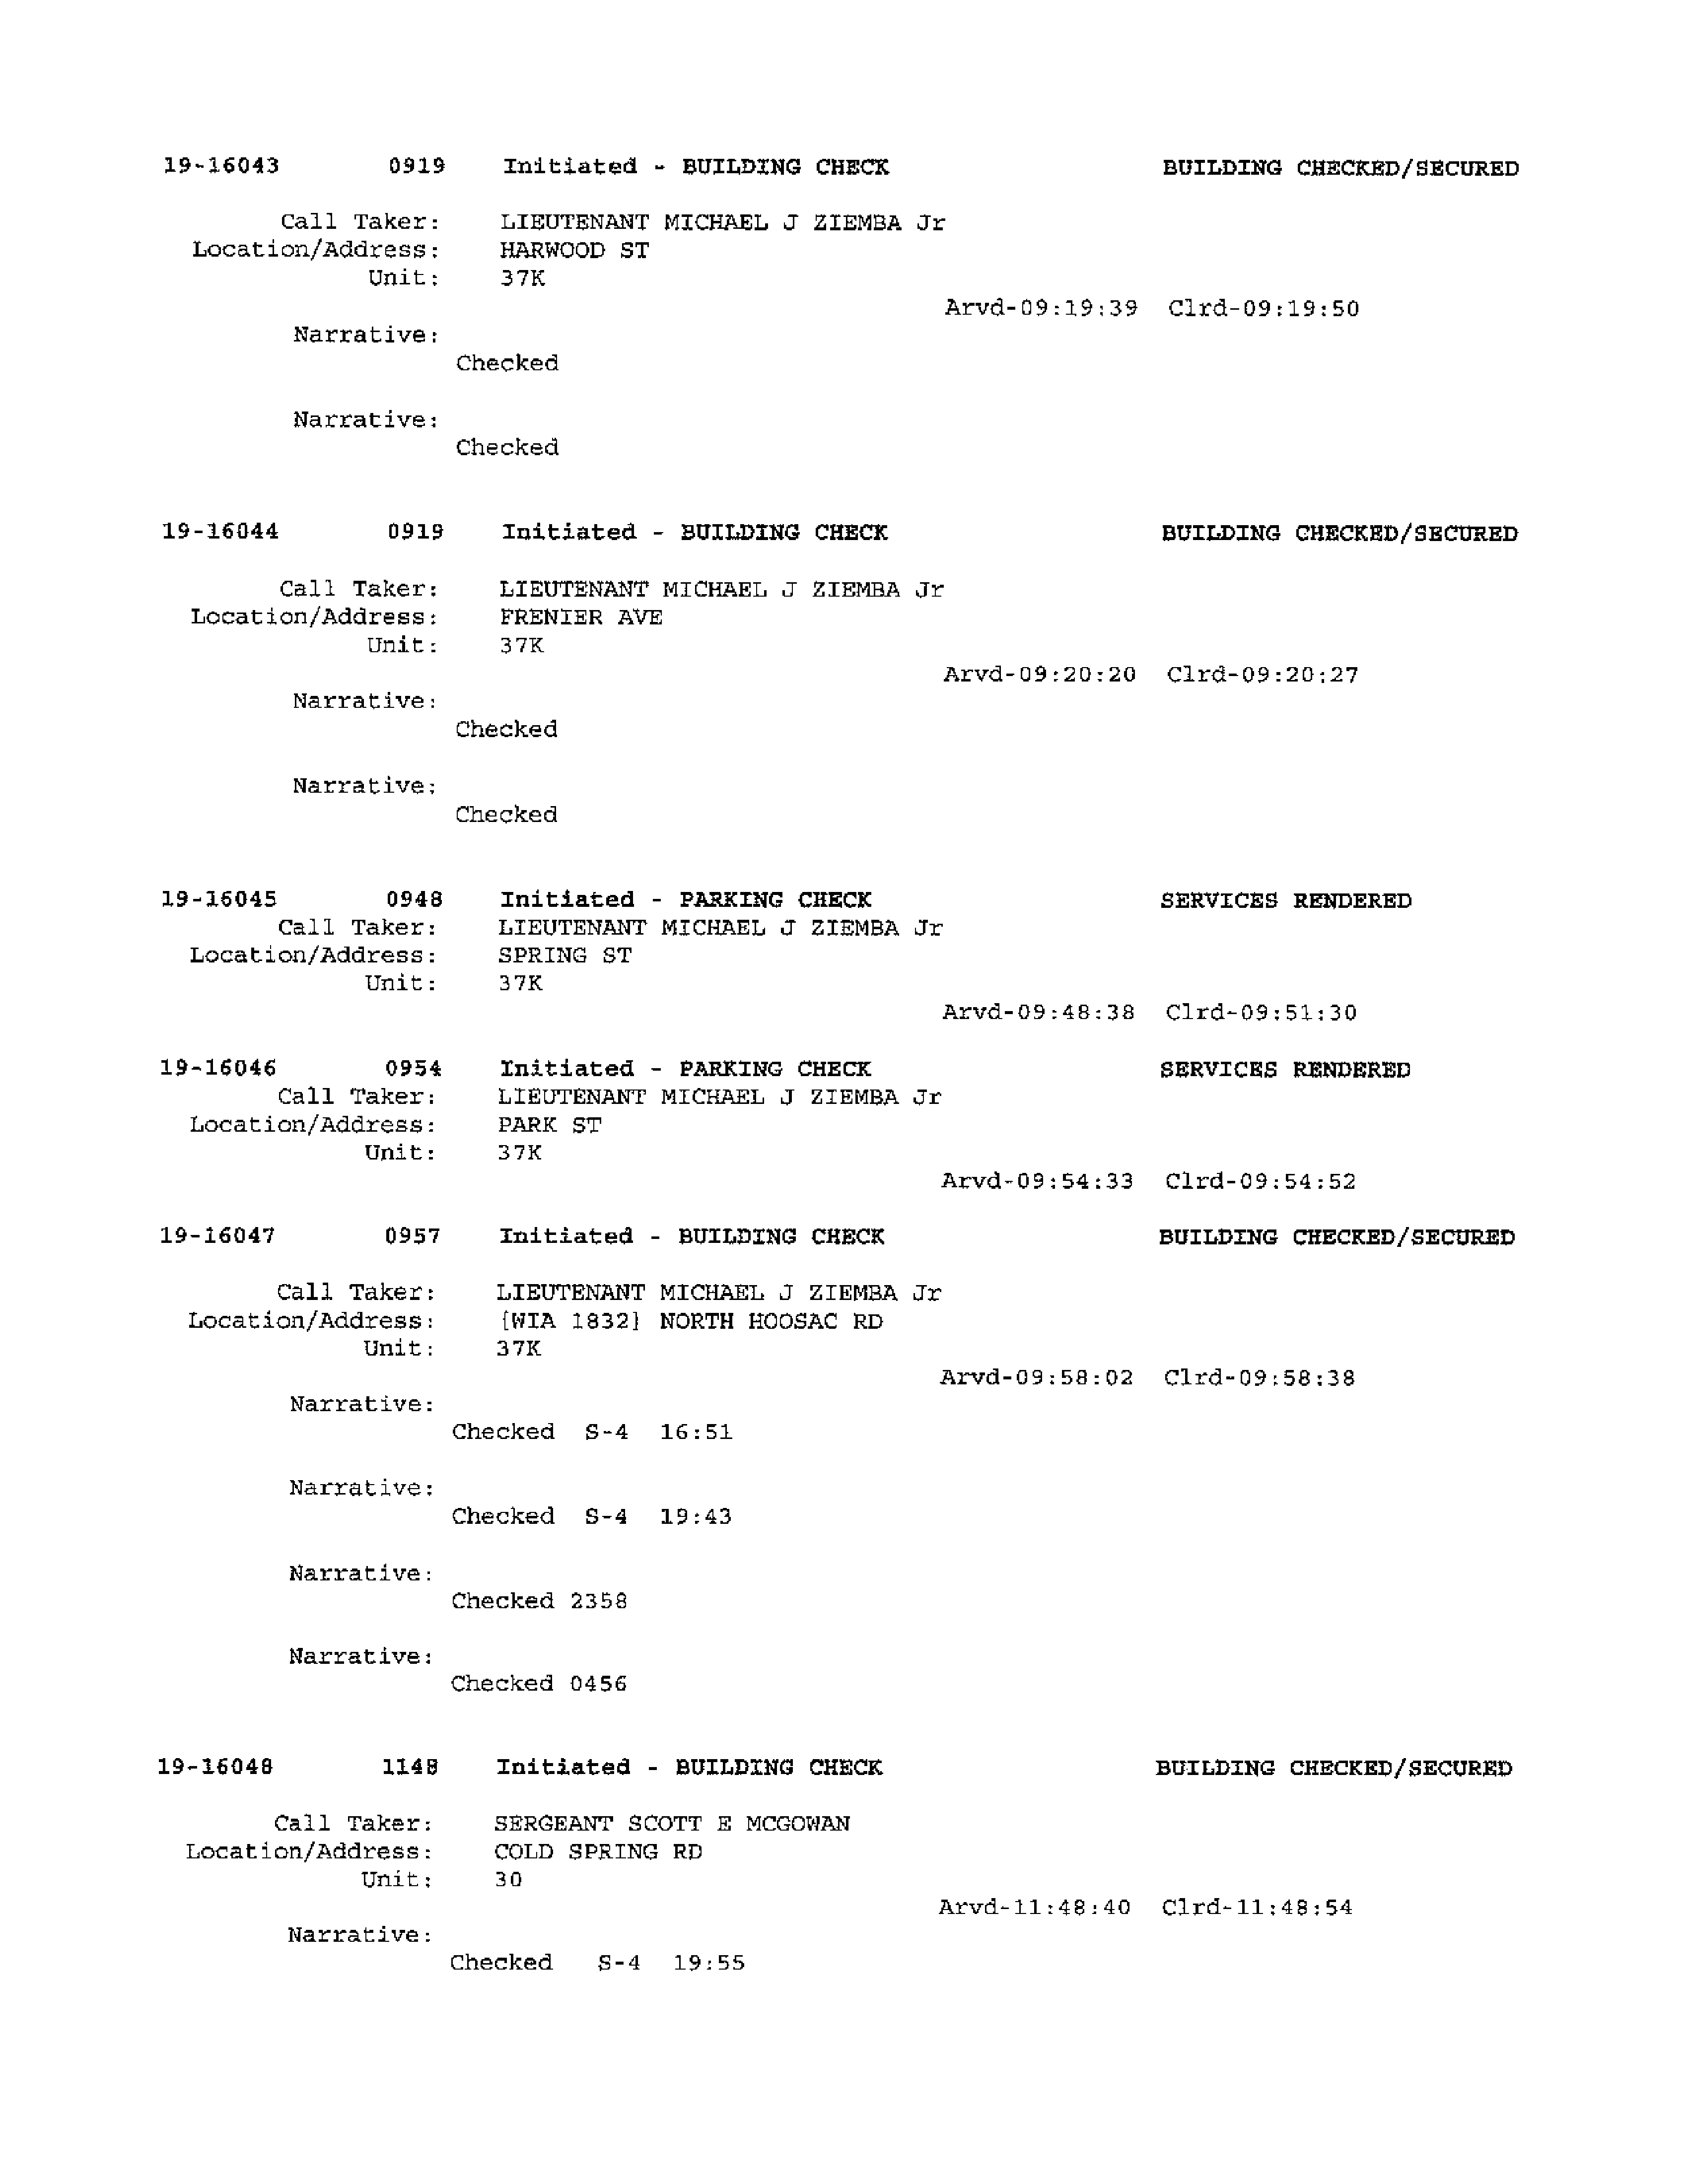 19-16043 0919 Initiated - BUILDING CHECK BUILDING CHECKED/SECURED
Call Taker: LIEUTENANT MICHAEL J ZIEMBA Jr
Location/Address: HARWOOD ST
Unit: 37K
Arvd-09:19:39 Clrd-09:19:50
Narrative:
Checked
Narrative:
Checked
19-16044 0919 Initiated - BUILDING CHECK BUILDING CHECKED/SECURED
Call Taker: LIEUTENANT MICHAEL J ZIEMBA Jr
Location/Address: FRENIER AVE
Unit: 37K
Arvd-09:20:20 Clrd-09:20:27
Narrative:
Checked
Narrative:
Checked
19-16045 0948 Initiated - PARKING CHECK SERVICES RENDERED
Call Taker: LIEUTENANT MICHAEL J ZIEMBA Jr
Location/Address: SPRING ST
Unit: 37K
Arvd-09:48:38 Clrd-09:51:30
19-16046 0954 Initiated - PARKING CHECK SERVICES RENDERED
Call Taker: LIEUTENANT MICHAEL J ZIEMBA Jr
Location/Address: PARK ST
Unit: 37K
Arvd-09:54:33 Clrd-09:54:52
19-16047 0957 Initiated - BUILDING CHECK BUILDING CHECKED/SECURED
Call Taker: LIEUTENANT MICHAEL J ZIEMBA Jr
Location/Address: [WIA 1832] NORTH HOOSAC RD
Unit: 37K
Arvd-09:58:02 Clrd-09:58:38
Narrative:
Checked S-4 16:51
Narrative:
Checked S-4 19:43
Narrative:
Checked 2358
Narrative:
Checked 0456
19-16048 1148 Initiated - BUILDING CHECK BUILDING CHECKED/SECURED
Call Taker: SERGEANT SCOTT E MCGOWAN
Location/Address: COLD SPRING RD
Unit: 30
Arvd-11:48:40 Clrd-11:48:54
Narrative:
Checked S-4 19:55